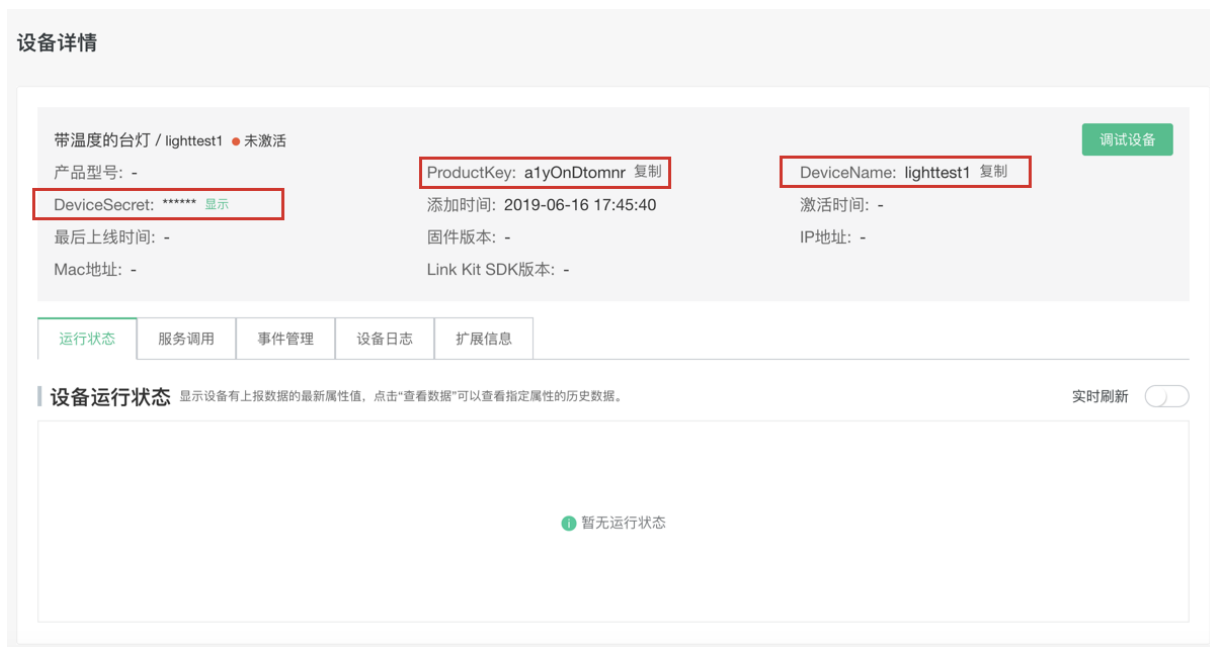 设备详情
带温度的台灯 / lighttest1 ● 未激活 调试设备
产品型号: - ProductKey: a1yOnDtomnr 复制 DeviceName: lighttest1 复制
DeviceSecret: ****** 显示 添加时间: 2019-06-16 17:45:40 激活时间: -
最后上线时间: - 固件版本: - IP地址: -
Mac地址: - Link Kit SDK版本: -
运行状态 服务调用 事件管理 设备日志 扩展信息
设备运行状态 显示设备有上报数据的最新属性值，点击“查看数据”可以查看指定属性的历史数据。 实时刷新
暂无运行状态